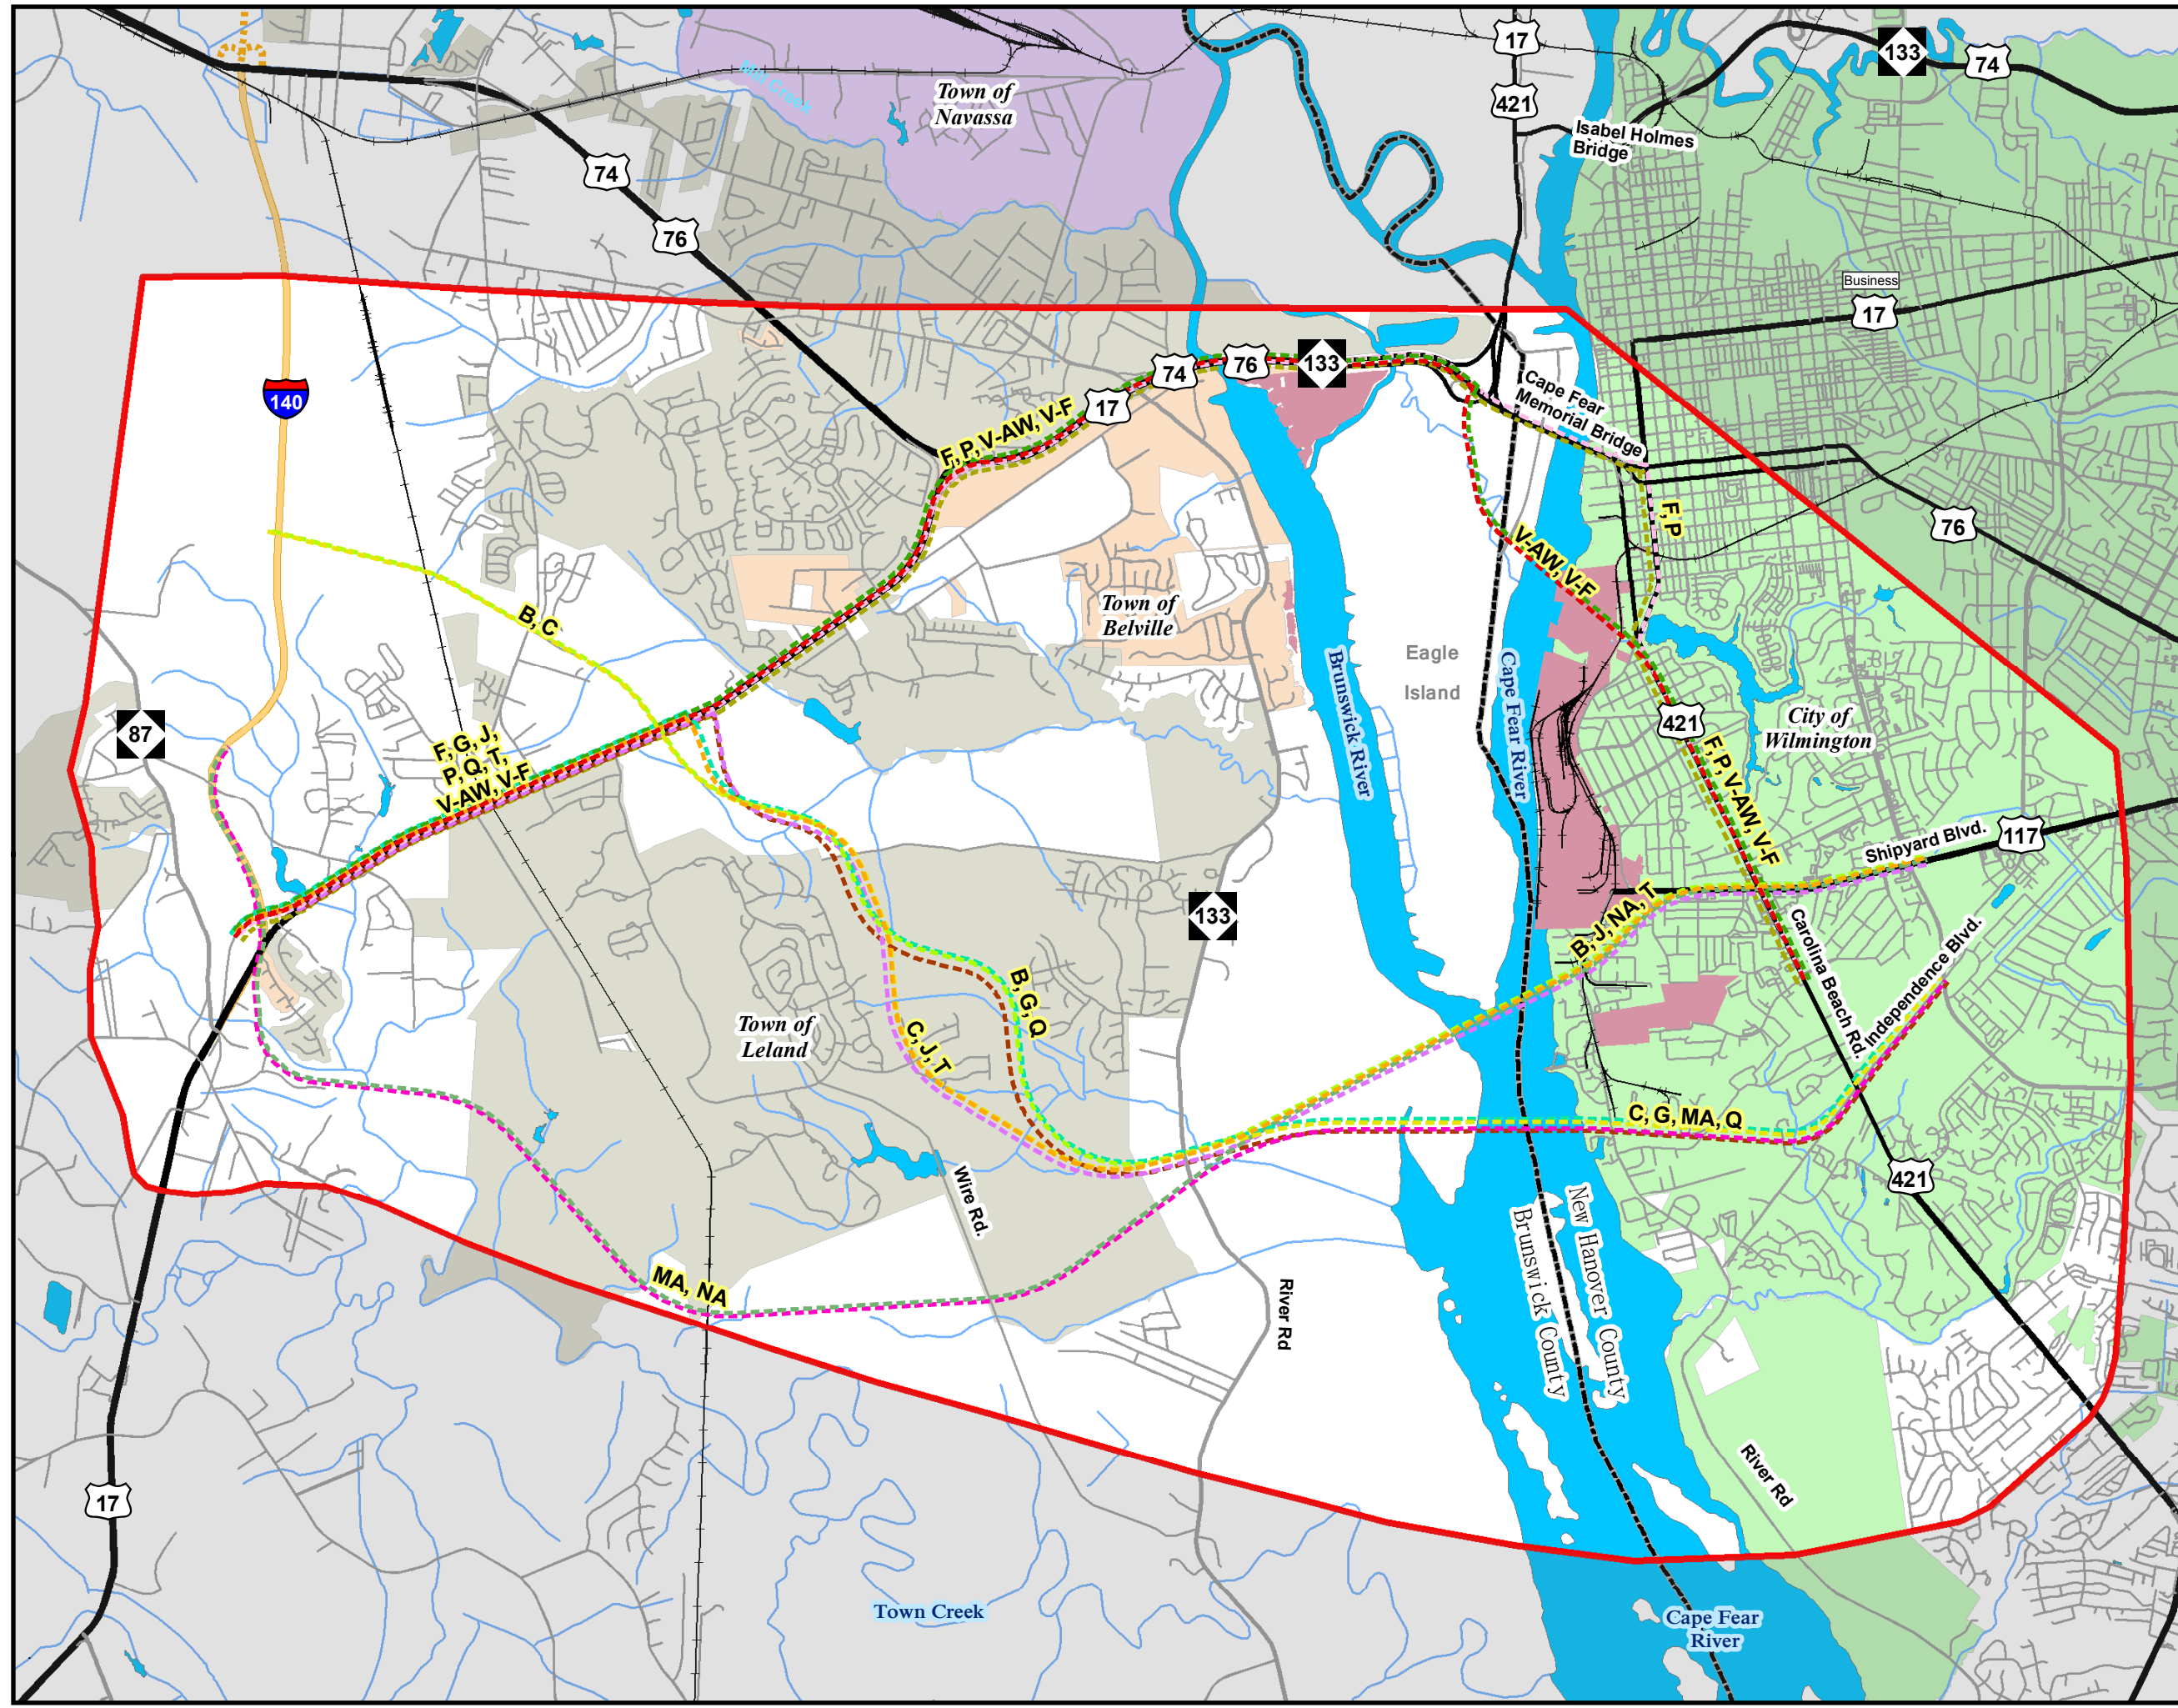 17
133
74
Mill Creek
Town of
Navassa
421
Isabel Holmes
Bridge
74
76
Business
17
133
76
74
17
140
F, P, V-AW, V-F
Cape Fear
Memorial Bridge
F, P
76
V-AW, V-F
B, C
Town of
Belville
Eagle
Island
Brunswick River
Cape Fear River
87
F, G, J,
P, Q, T,
V-AW, V-F
421
City of
Wilmington
F, P, V-AW, V-F
Shipyard Blvd.
117
133
B, J, NA, T
Carolina Beach Rd.
Independence Blvd.
B, G, Q
Town of
Leland
C, J, T
C, G, MA, Q
421
Wire Rd.
New Hanover County
Brunswick County
MA, NA
River Rd
River Rd
17
Town Creek
Cape Fear
River